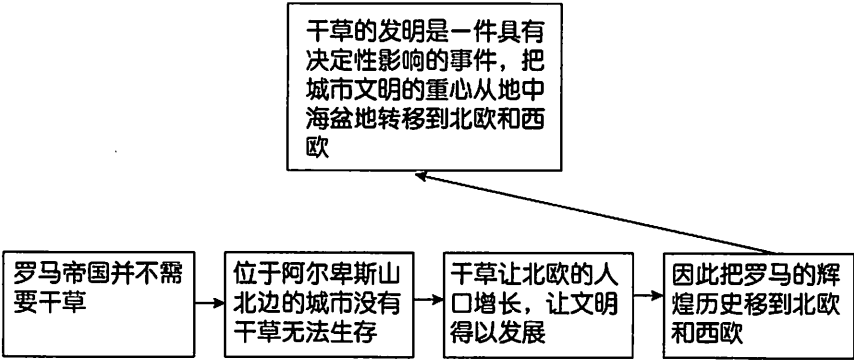 干草的发明是一件具有
决定性影响的事件，把
城市文明的重心从地中
海盆地转移到北欧和西
欧
罗马帝国并不需
要干草
位于阿尔卑斯山
北边的城市没有
干草无法生存
干草让北欧的人
口增长，让文明
得以发展
因此把罗马的辉
煌历史移到北欧
和西欧